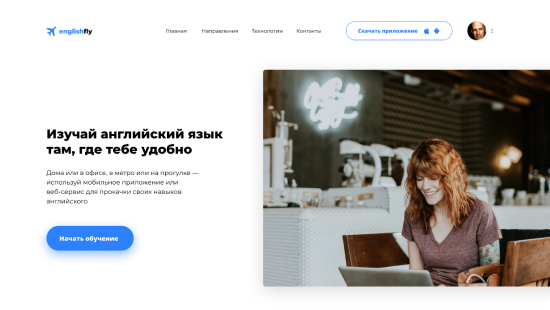 englishfly
Главная
Направления
Технологии
Контакты
Скачать приложение
Изучай английский язык
там, где тебе удобно
Дома или в офисе, в метро или на прогулке —
используй мобильное приложение или
веб-сервис для прокачки своих навыков
английского
Начать обучение